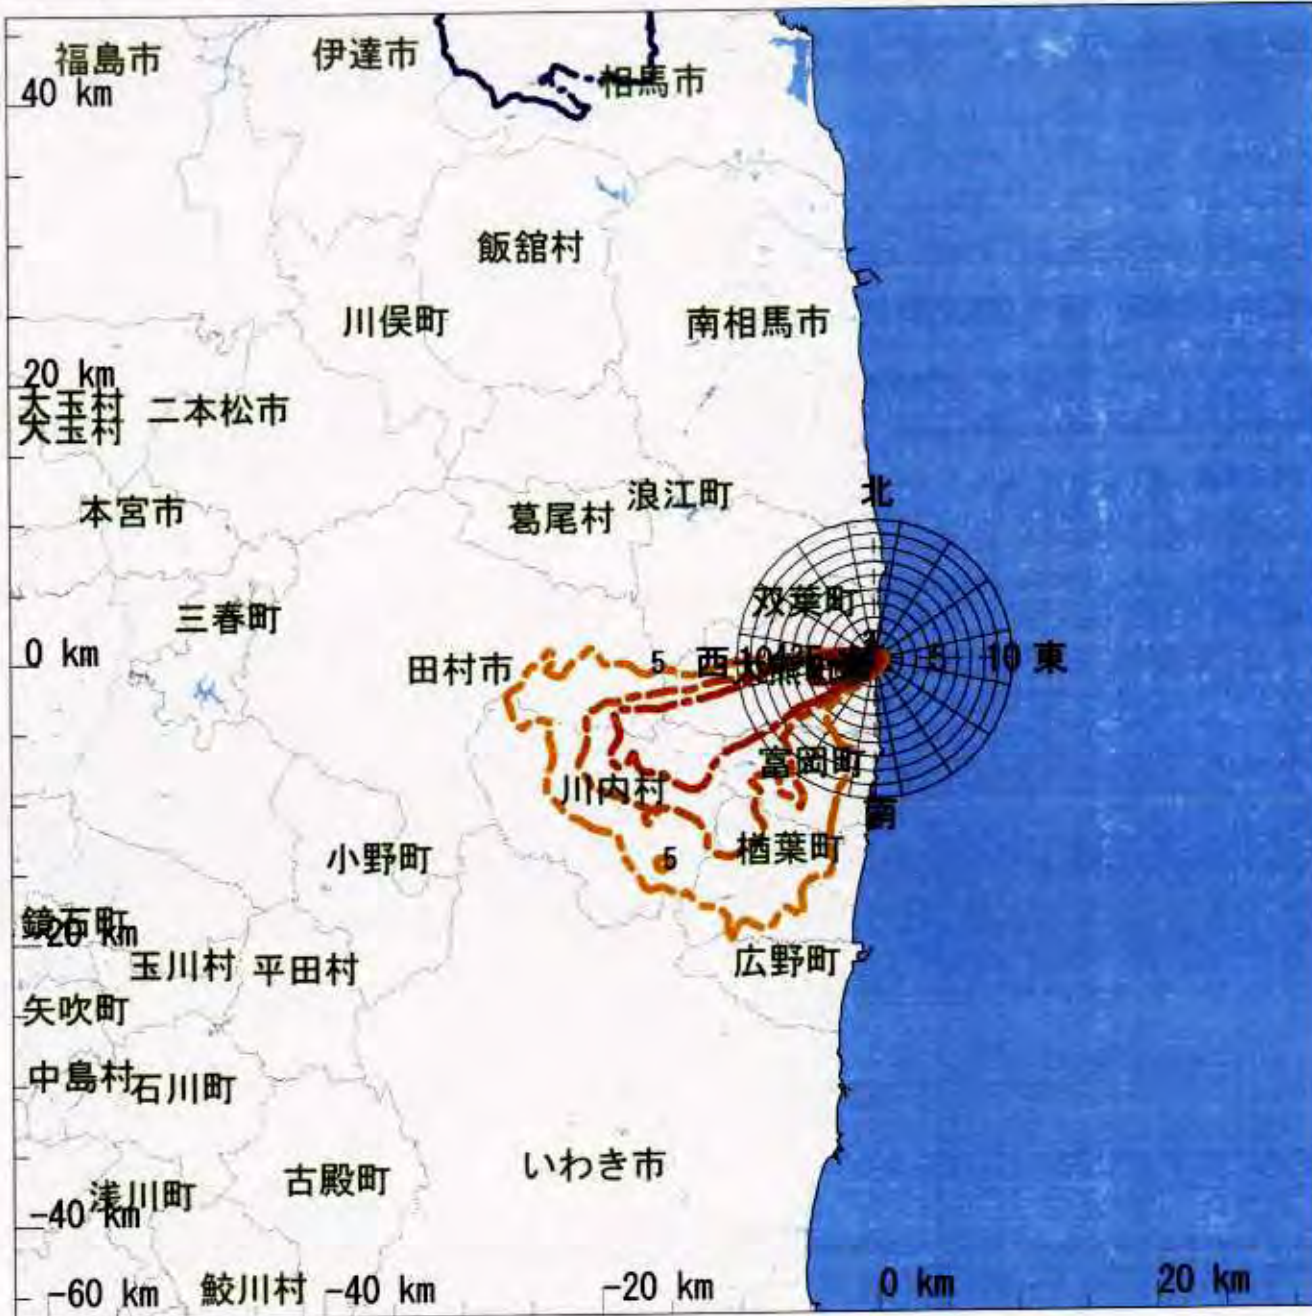 福島市
伊達市
相馬市
40 km
飯舘村
川俣町
南相馬市
20 km
大玉村
二本松市
大玉村
本宮市
葛尾村
浪江町
北
双葉町
三春町
0 km
田村市
5
西
10
5
10
東
富岡町
川内村
南
小野町
5
楢葉町
鏡石町
-20 km
玉川村
平田村
広野町
矢吹町
中島村
石川町
いわき市
古殿町
浅川町
-40 km
-60 km
鮫川村
-40 km
-20 km
0 km
20 km